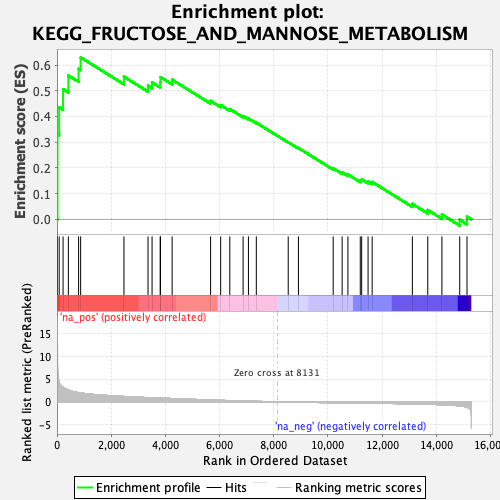 Enrichment plot:
KEGG_FRUCTOSE_AND_MANNOSE_METABOLISM
Enrichment score (ES)
0.6
0.5
0.4
0.3
0.2
0.1
0.0
'na_pos' (positively correlated)
Ranked list metric (PreRanked)
15
10
5
0
-5
Zero cross at 8131
'na_neg' (negatively correlated)
0 2,000 4,000 6,000 8,000 10,000 12,000 14,000 16,000
Rank in Ordered Dataset
Enrichment profile Hits Ranking metric scores